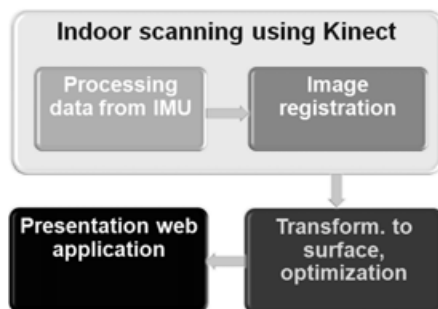 Indoor scanning using Kinect
Processing
data from IMU
Image
registration
Presentation web
application
Transform. to
surface,
optimization